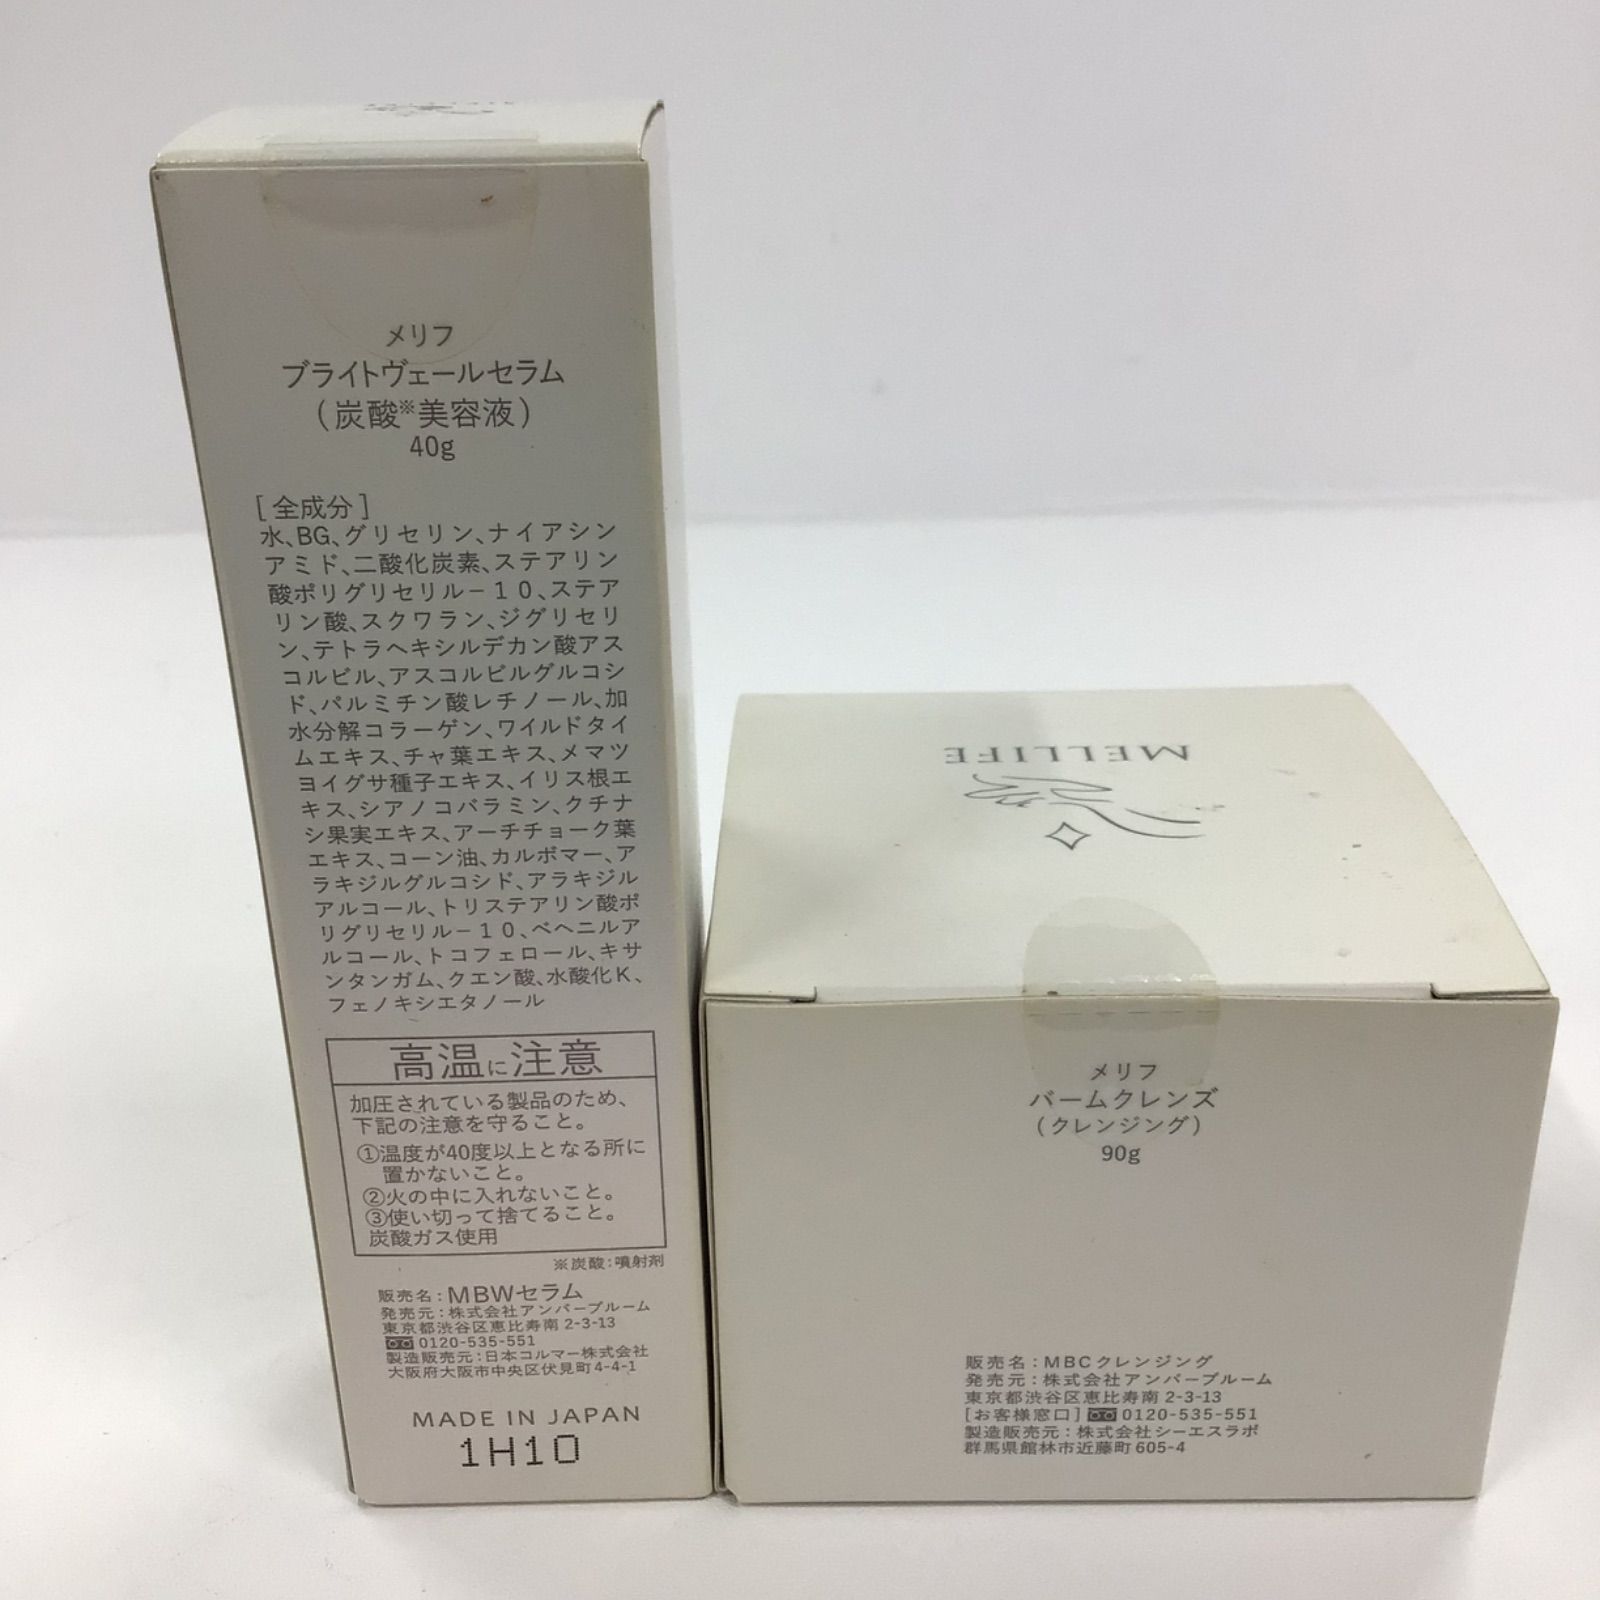 メリフ
ブライトヴェールセラム
(炭酸※美容液)
40g
[全成分]
水、BG、グリセリン、ナイアシン
アミド、二酸化炭素、ステアリン
酸ポリグリセリル−10、ステア
リン酸、スクワラン、ジグリセリ
ン、テトラヘキシルデカン酸アス
コルビル、アスコルビルグルコシ
ド、パルミチン酸レチノール、加
水分解コラーゲン、ワイルドタイ
ムエキス、チャ葉エキス、メマツ
ヨイグサ種子エキス、イリス根エ
キス、シアノコバラミン、クチナ
シ果実エキス、アーチチョーク葉
エキス、コーン油、カルボマー、ア
ラキジルグルコシド、アラキジル
アルコール、トリステアリン酸ポ
リグリセリル−10、ベヘニルア
ルコール、トコフェロール、キサ
ンタンガム、クエン酸、水酸化K、
フェノキシエタノール
高温に注意
加圧されている製品のため、
下記の注意を守ること。
①温度が40度以上となる所に
置かないこと。
②火の中に入れないこと。
③使い切って捨てること。
炭酸ガス使用
※炭酸:噴射剤
販売名:MBWセラム
発売元:株式会社アンバーブルーム
東京都渋谷区恵比寿南2-3-13
0120-535-551
製造販売元:日本コルマー株式会社
大阪府大阪市中央区伏見町4-4-1
MADE IN JAPAN
1H10
MELLIFE
メリフ
バームクレンズ
(クレンジング)
90g
販売名:MBCクレンジング
発売元:株式会社アンバーブルーム
東京都渋谷区恵比寿南2-3-13
[お客様窓口]0120-535-551
製造販売元:株式会社シーエスラボ
群馬県館林市近藤町605-4